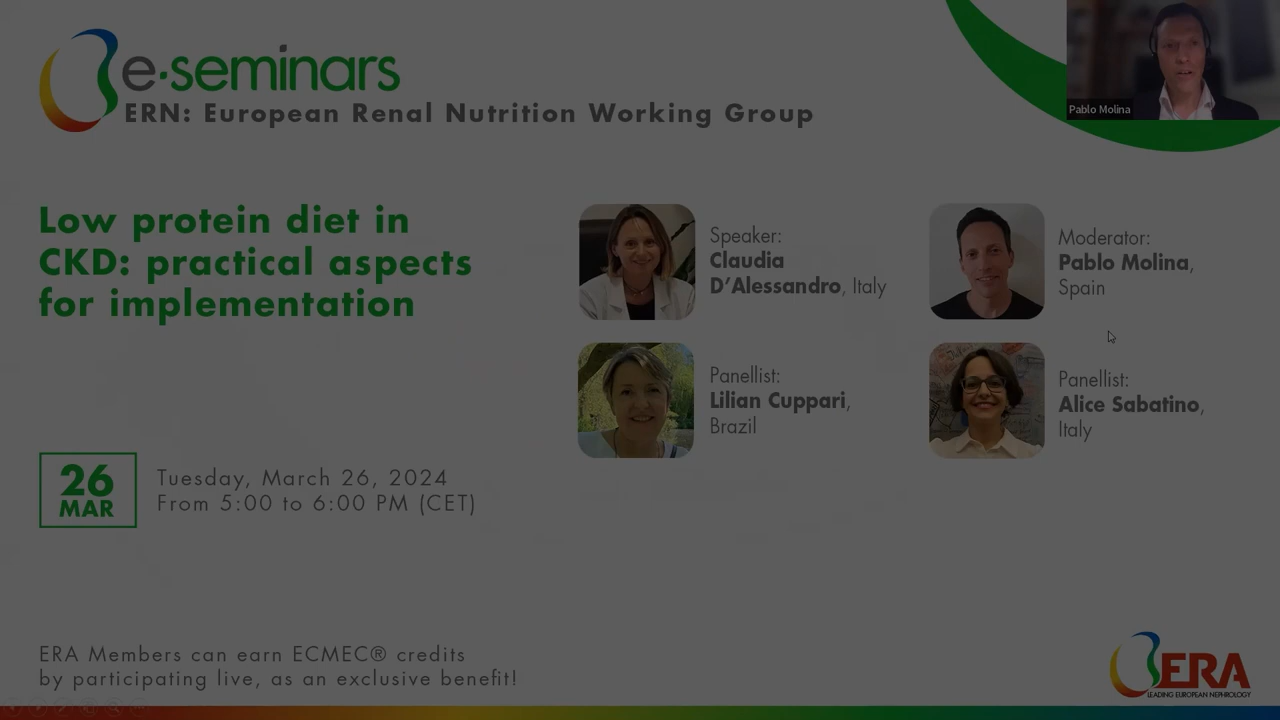 e-seminars
ERN: European Renal Nutrition Working Group
Pablo Molina
Low protein diet in
CKD: practical aspects
for implementation
Speaker:
Claudia
D'Alessandro, Italy
Moderator:
Pablo Molina,
Spain
Panellist:
Lilian Cuppari,
Brazil
Panellist:
Alice Sabatino,
Italy
26
MAR
Tuesday, March 26, 2024
From 5:00 to 6:00 PM (CET)
ERA Members can earn ECMEC® credits
by participating live, as an exclusive benefit!
ERA
LEADING EUROPEAN NEPHROLOGY